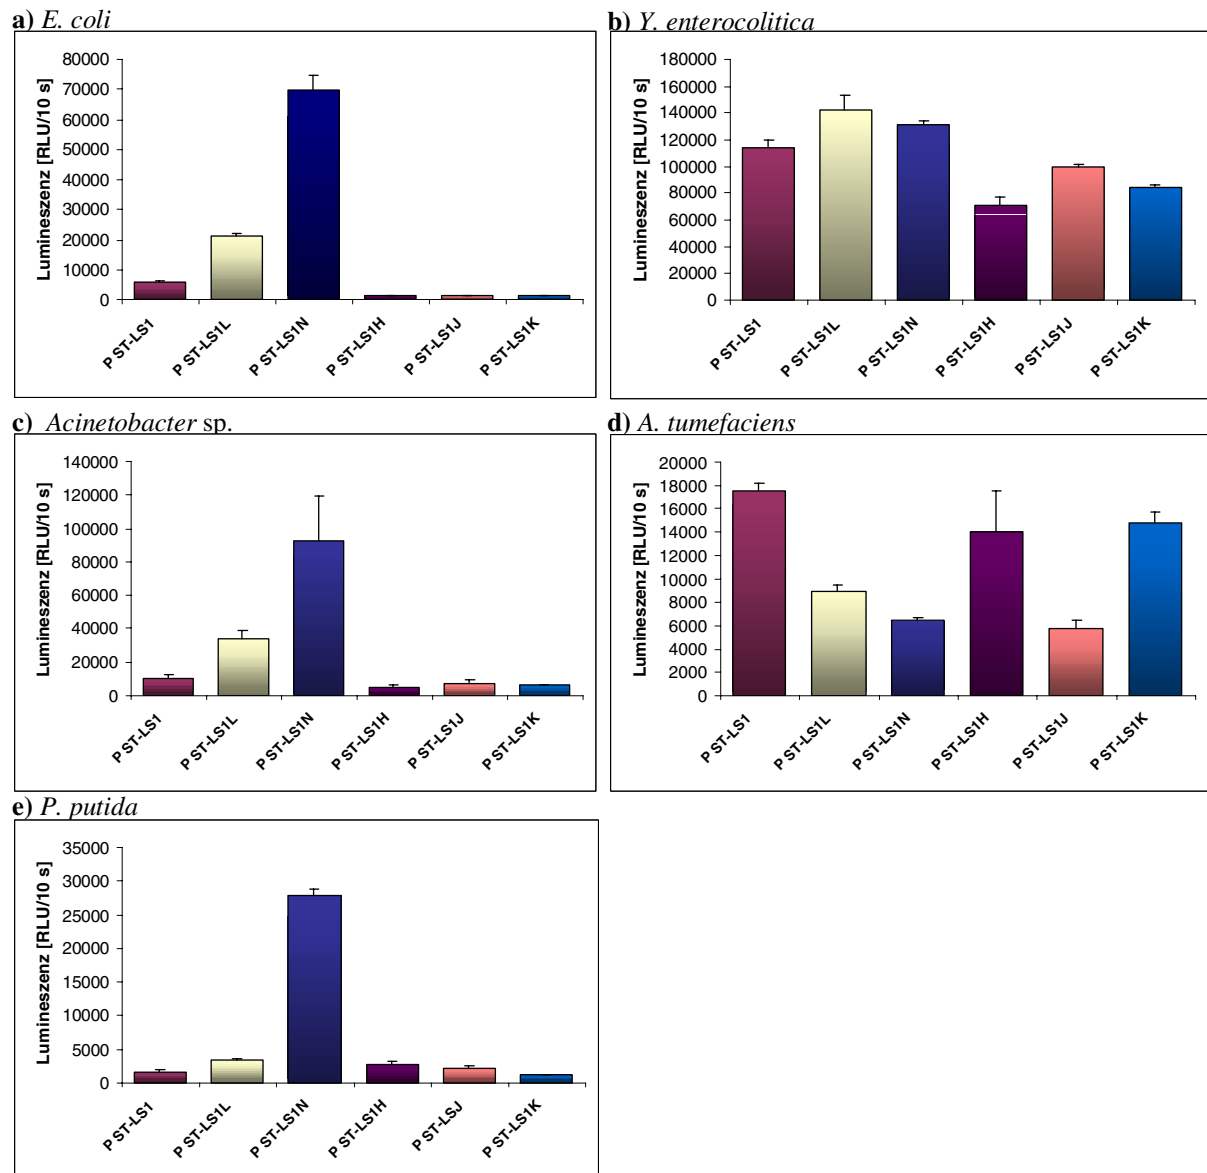 a) E. coli
80000
70000
60000
50000
40000
30000
20000
10000
0
Lumineszenz [RLU/10 s]
P ST-LS1
P ST-LS1L
P ST-LS1N
P ST-LS1H
P ST-LS1J
P ST-LS1K
b) Y. enterocolitica
180000
160000
140000
120000
100000
80000
60000
40000
20000
0
Lumineszenz [RLU/10 s]
P ST-LS1
P ST-LS1L
P ST-LS1N
P ST-LS1H
P ST-LS1J
P ST-LS1K
c) Acinetobacter sp.
140000
120000
100000
80000
60000
40000
20000
0
Lumineszenz [RLU/10 s]
P ST-LS1
P ST-LS1L
P ST-LS1N
P ST-LS1H
P ST-LS1J
P ST-LS1K
d) A. tumefaciens
20000
18000
16000
14000
12000
10000
8000
6000
4000
2000
0
Lumineszenz [RLU/10 s]
P ST-LS1
P ST-LS1L
P ST-LS1N
P ST-LS1H
P ST-LS1J
P ST-LS1K
e) P. putida
35000
30000
25000
20000
15000
10000
5000
0
Lumineszenz [RLU/10 s]
P ST-LS1
P ST-LS1L
P ST-LS1N
P ST-LS1H
P ST-LSJ
P ST-LS1K